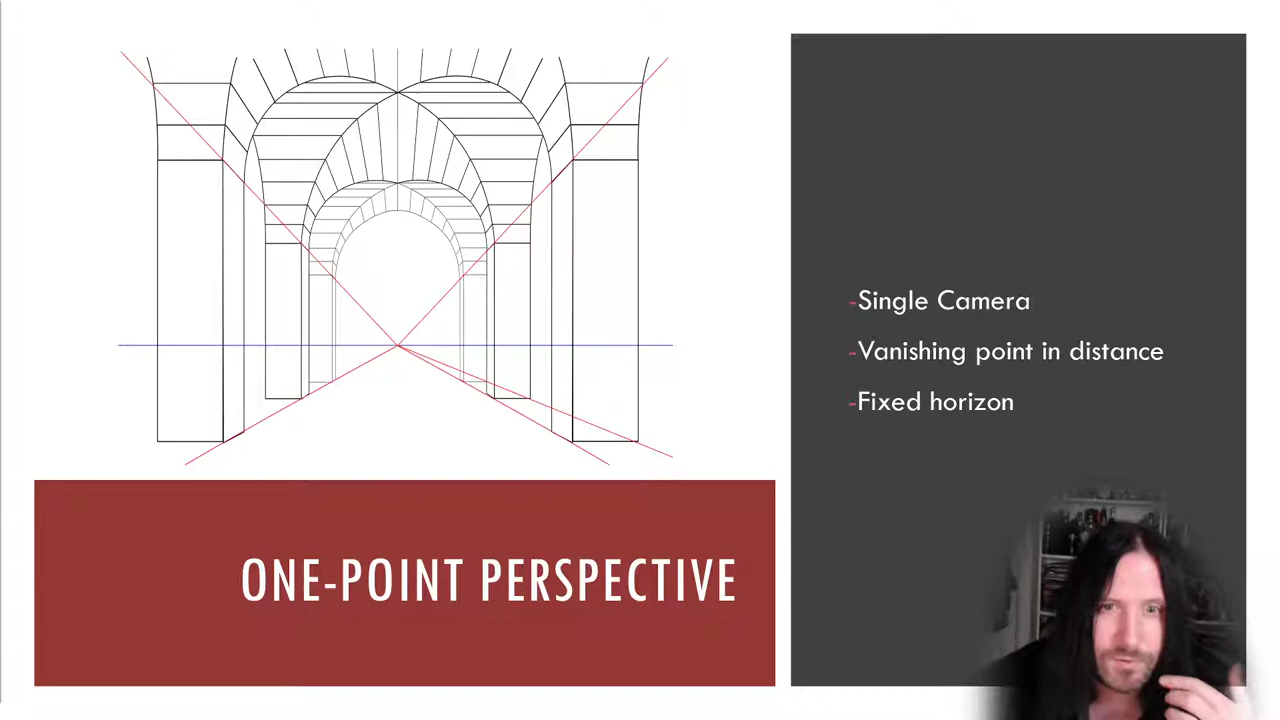 -Single Camera
-Vanishing point in distance
-Fixed horizon
ONE-POINT PERSPECTIVE